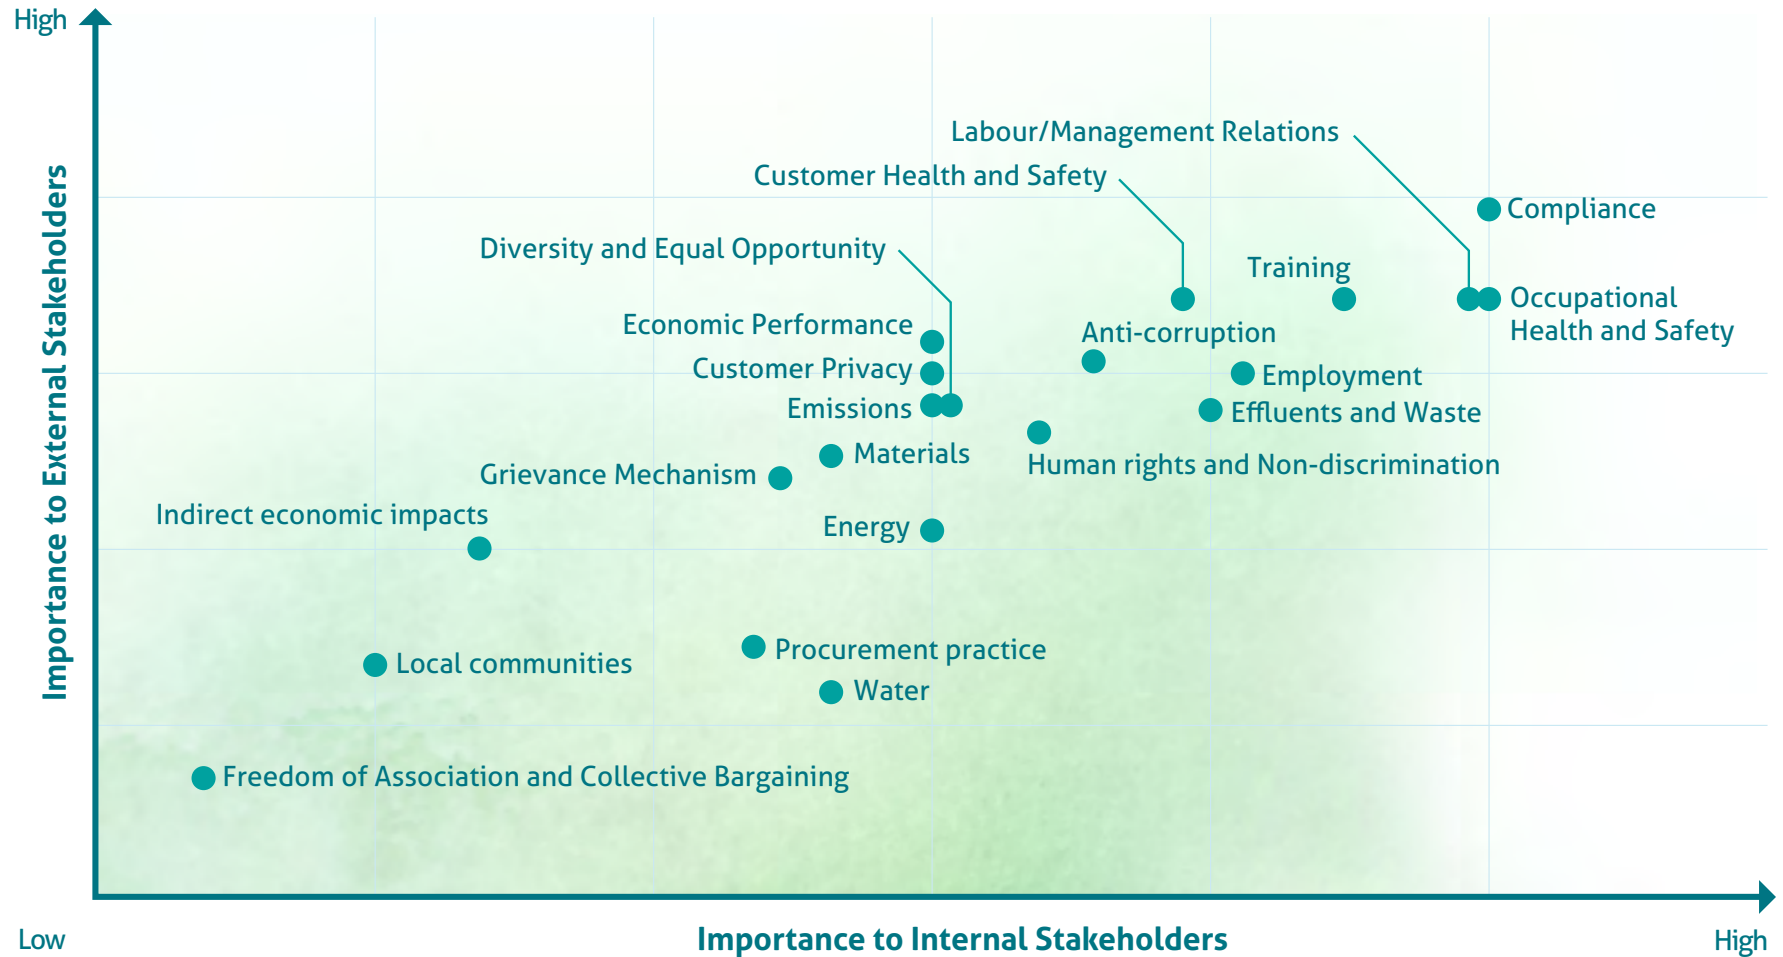 High
Importance to External Stakeholders
Labour/Management Relations
Customer Health and Safety
Compliance
Diversity and Equal Opportunity
Training
Occupational
Health and Safety
Economic Performance
Anti-corruption
Customer Privacy
Employment
Emissions
Effluents and Waste
Materials
Human rights and Non-discrimination
Grievance Mechanism
Indirect economic impacts
Energy
Procurement practice
Local communities
Water
Freedom of Association and Collective Bargaining
Low
Importance to Internal Stakeholders
High